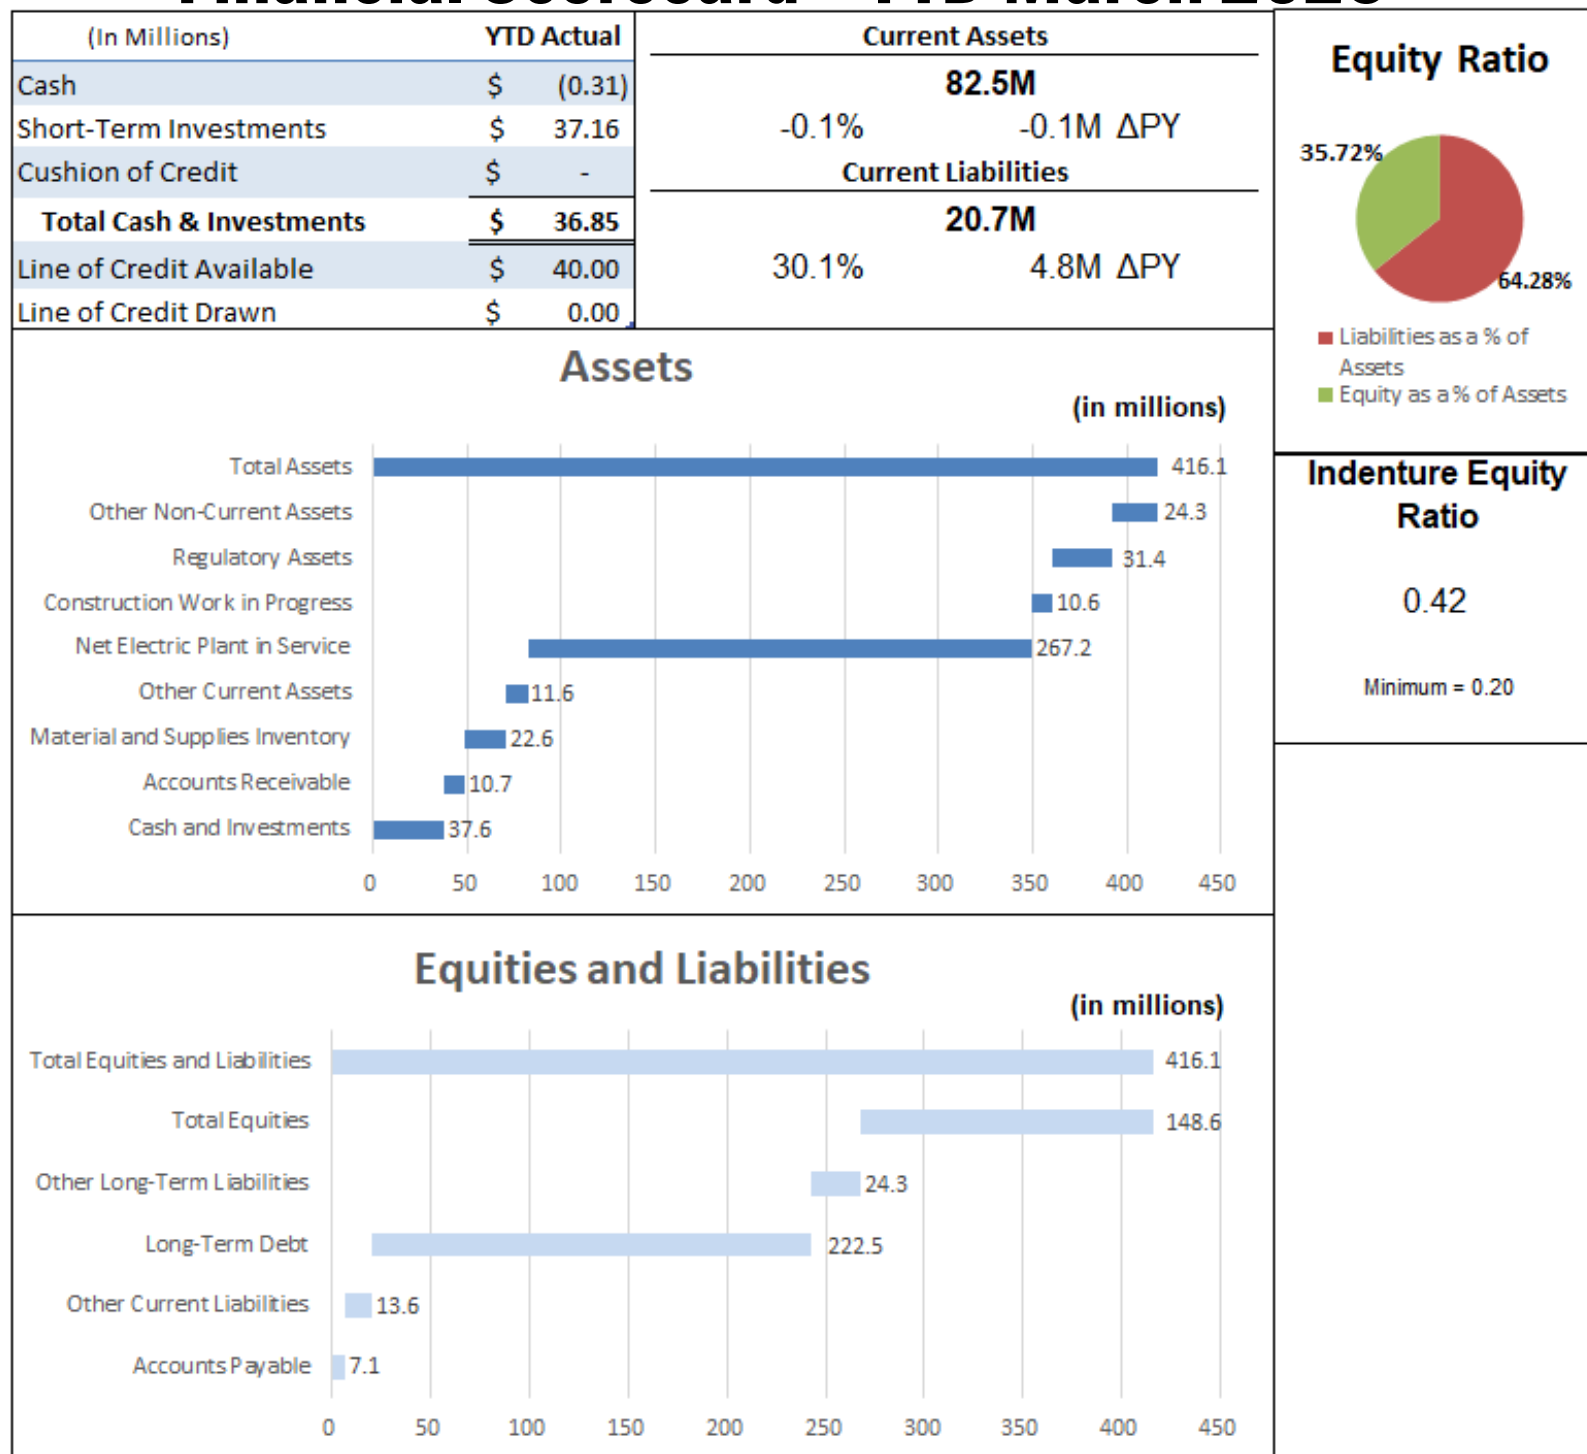 (In Millions) YTD Actual
Cash $ (0.31)
Short-Term Investments $ 37.16
Cushion of Credit $ -
Total Cash & Investments $ 36.85
Line of Credit Available $ 40.00
Line of Credit Drawn $ 0.00
Current Assets
82.5M
-0.1% -0.1M ΔPY
Current Liabilities
20.7M
30.1% 4.8M ΔPY
Equity Ratio
35.72%
64.28%
Liabilities as a % of
Assets
Equity as a % of Assets
Indenture Equity
Ratio
0.42
Minimum = 0.20
Assets
(in millions)
Total Assets 416.1
Other Non-Current Assets 24.3
Regulatory Assets 31.4
Construction Work in Progress 10.6
Net Electric Plant in Service 267.2
Other Current Assets 11.6
Material and Supplies Inventory 22.6
Accounts Receivable 10.7
Cash and Investments 37.6
0 50 100 150 200 250 300 350 400 450
Equities and Liabilities
(in millions)
Total Equities and Liabilities 416.1
Total Equities 148.6
Other Long-Term Liabilities 24.3
Long-Term Debt 222.5
Other Current Liabilities 13.6
Accounts Payable 7.1
0 50 100 150 200 250 300 350 400 450